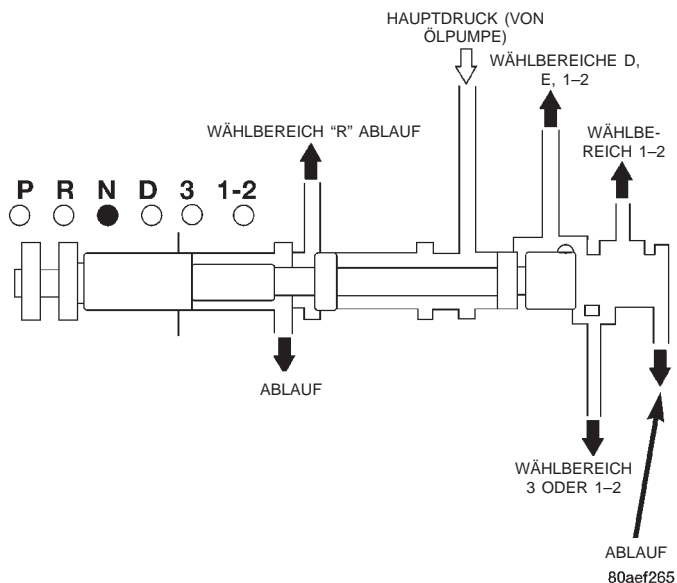 HAUPTDRUCK (VON
ÖLPUMPE)
WÄHLBEREICHE D,
E, 1–2
WÄHLBEREICH “R” ABLAUF
WÄHLBE-
REICH 1–2
P R N D 3 1-2
ABLAUF
WÄHLBEREICH
3 ODER 1–2
ABLAUF
80aef265